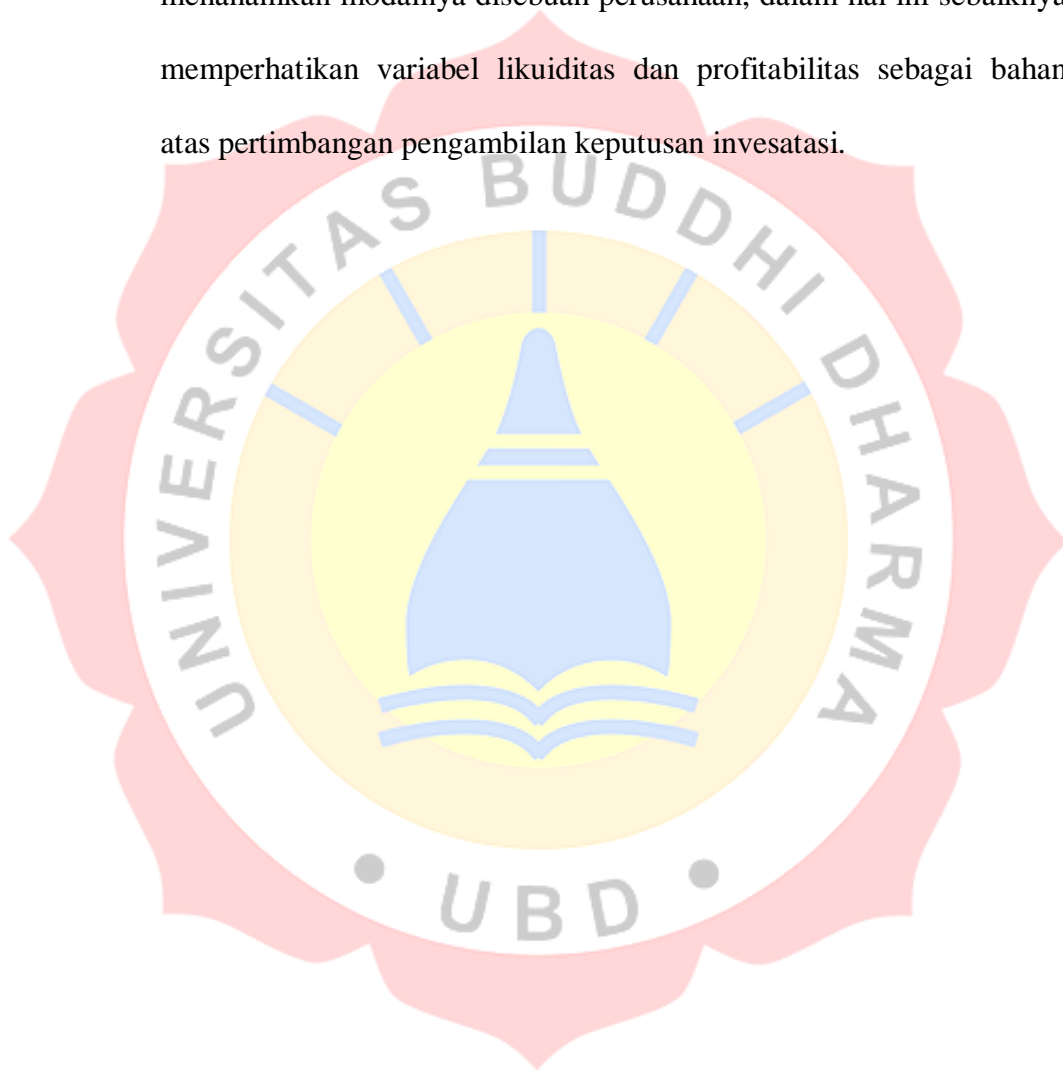 menanamkan modalnya disebuah perusahaan, dalam hal ini sebaiknya
memperhatikan variabel likuiditas dan profitabilitas sebagai bahan
atas pertimbangan pengambilan keputusan invesatasi.
UNIVERSITAS BUDDHI DHARMA
• UBD •